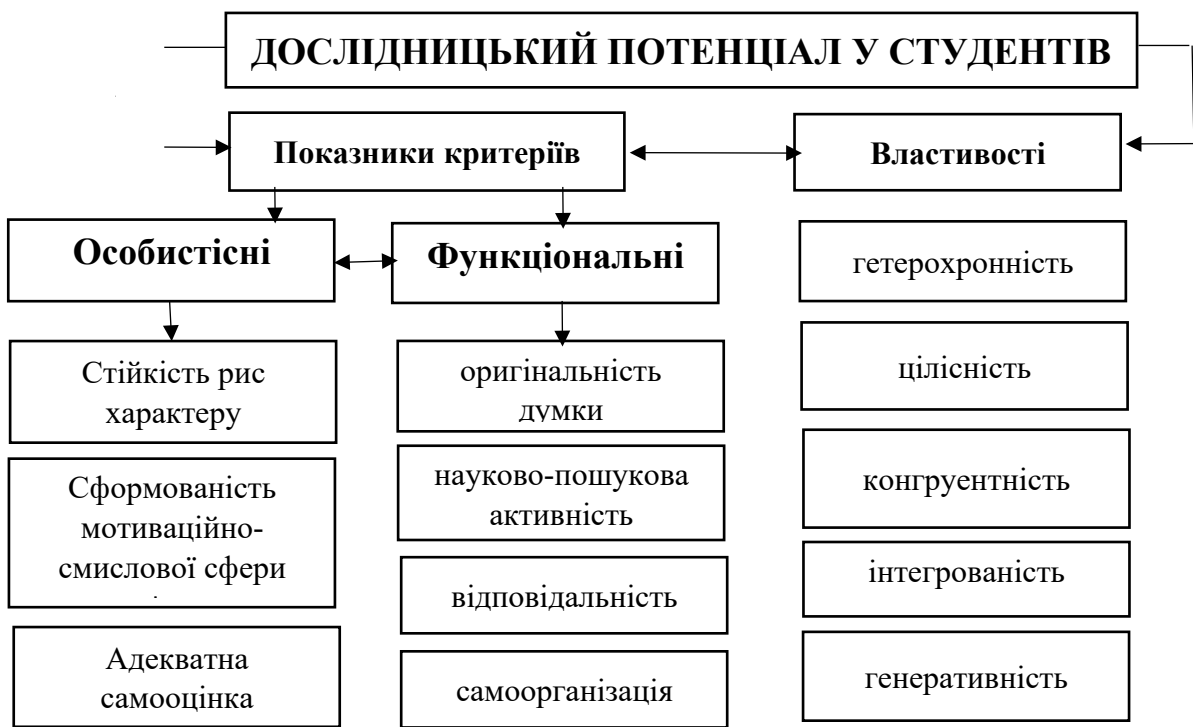 ДОСЛІДНИЦЬКИЙ ПОТЕНЦІАЛ У СТУДЕНТІВ
Показники критеріїв
Властивості
Особистісні
Функціональні
Стійкість рис
характеру
Сформованість
мотиваційно-
смислової сфери
Адекватна
самооцінка
оригінальність
думки
науково-пошукова
активність
відповідальність
самоорганізація
гетерохронність
цілісність
конгруентність
інтегрованість
генеративність